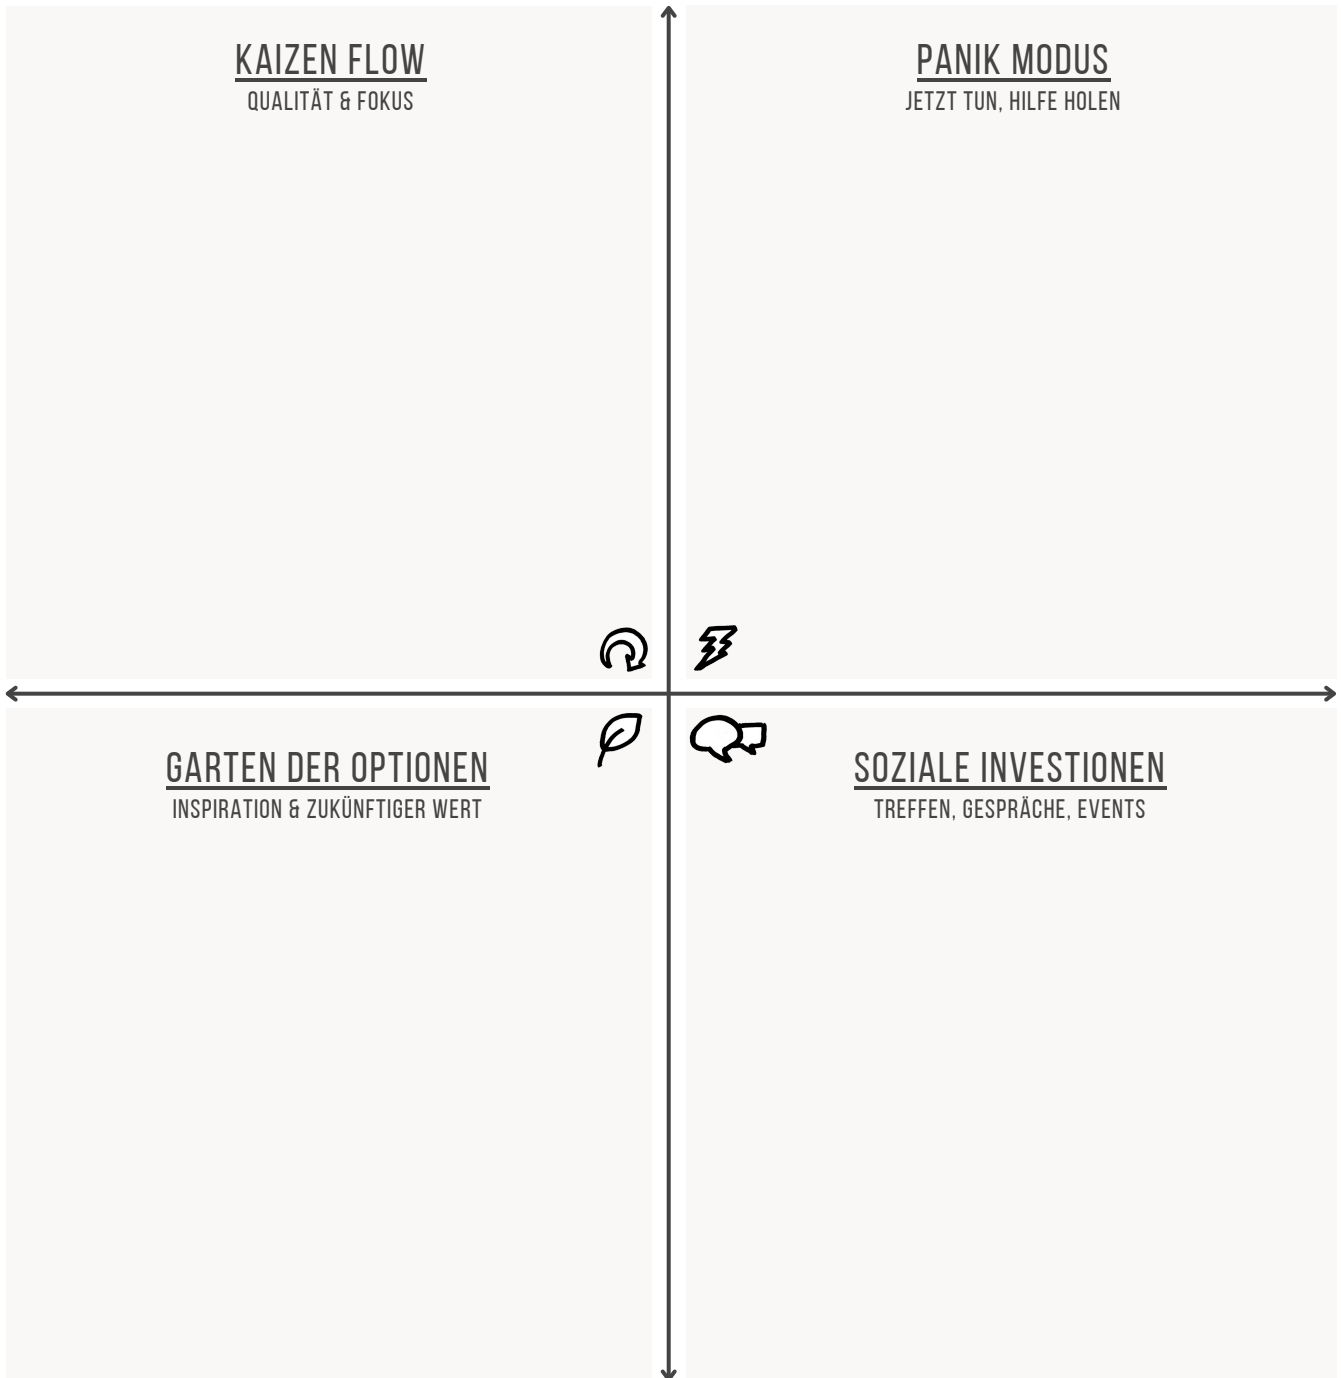 KAIZEN FLOW
QUALITÄT & FOKUS
PANIK MODUS
JETZT TUN, HILFE HOLEN
GARTEN DER OPTIONEN
INSPIRATION & ZUKÜNFTIGER WERT
SOZIALE INVESTIONEN
TREFFEN, GESPRÄCHE, EVENTS